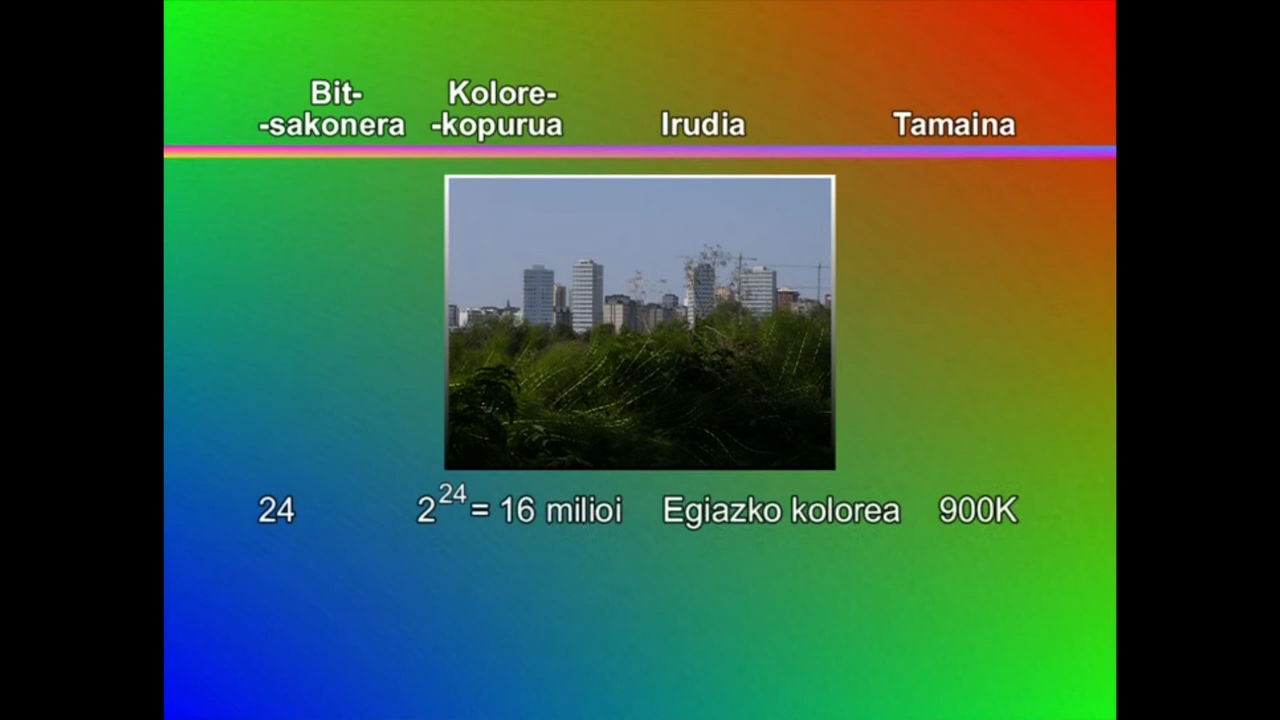 Bit-
-sakonera
Kolore-
-kopurua
Irudia
Tamaina
24
2²⁴ = 16 milioi
Egiazko kolorea
900K